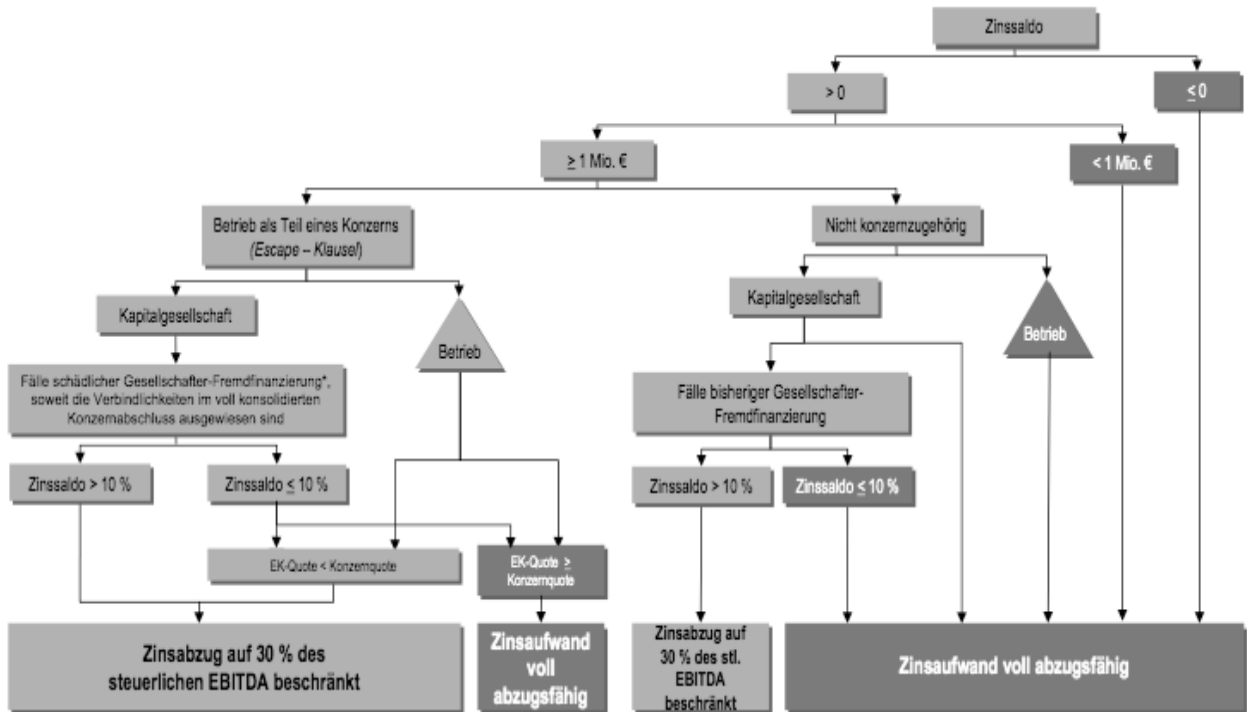 Zinssaldo
> 0
≤ 0
≥ 1 Mio. €
< 1 Mio. €
Betrieb als Teil eines Konzerns
(Escape – Klausel)
Nicht konzernzugehörig
Kapitalgesellschaft
Betrieb
Kapitalgesellschaft
Betrieb
Fälle schädlicher Gesellschafter-Fremdfinanzierung*,
soweit die Verbindlichkeiten im voll konsolidierten
Konzernabschluss ausgewiesen sind
Fälle bisheriger Gesellschafter-
Fremdfinanzierung
Zinssaldo > 10 %
Zinssaldo ≤ 10 %
Zinssaldo > 10 %
Zinssaldo ≤ 10 %
EK-Quote < Konzernquote
EK-Quote ≥
Konzernquote
Zinsabzug auf 30 % des
steuerlichen EBITDA beschränkt
Zinsaufwand
voll
abzugsfähig
Zinsabzug auf
30 % des stl.
EBITDA
beschränkt
Zinsaufwand voll abzugsfähig